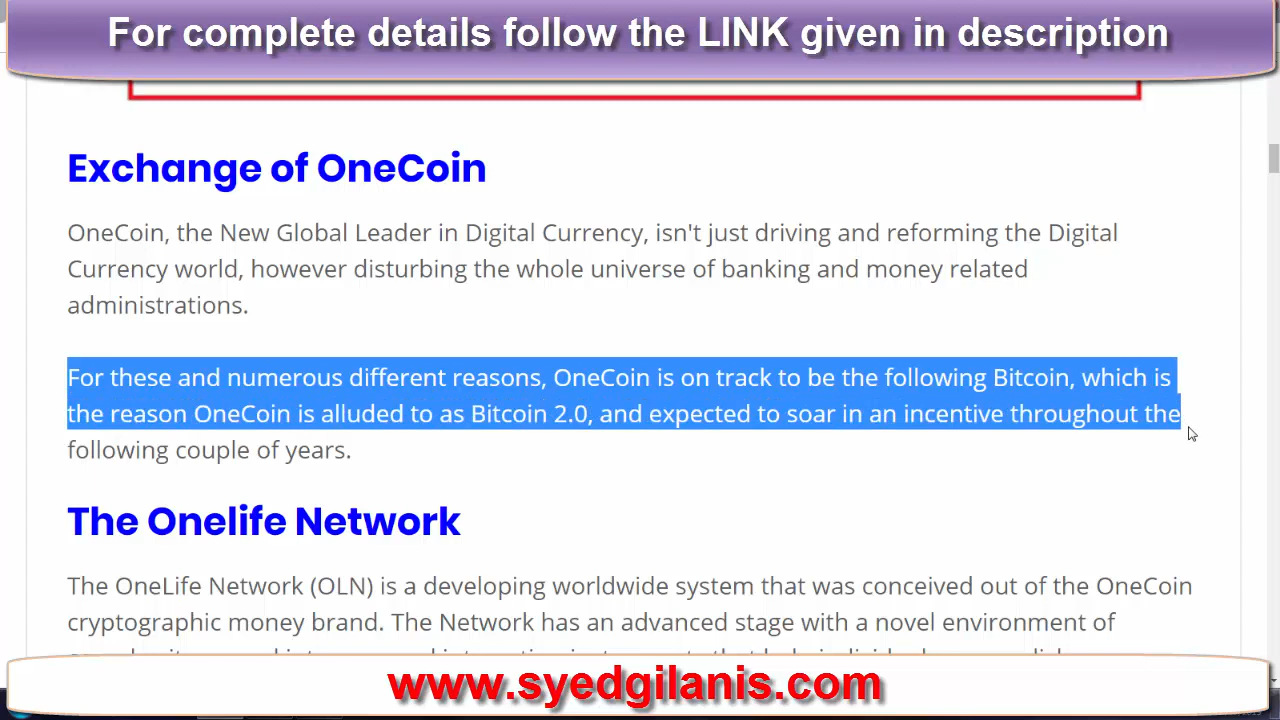 For complete details follow the LINK given in description
Exchange of OneCoin
OneCoin, the New Global Leader in Digital Currency, isn't just driving and reforming the Digital
Currency world, however disturbing the whole universe of banking and money related
administrations.
For these and numerous different reasons, OneCoin is on track to be the following Bitcoin, which is
the reason OneCoin is alluded to as Bitcoin 2.0, and expected to soar in an incentive throughout the
following couple of years.
The Onelife Network
The OneLife Network (OLN) is a developing worldwide system that was conceived out of the OneCoin
cryptographic money brand. The Network has an advanced stage with a novel environment of
www.syedgilanis.com